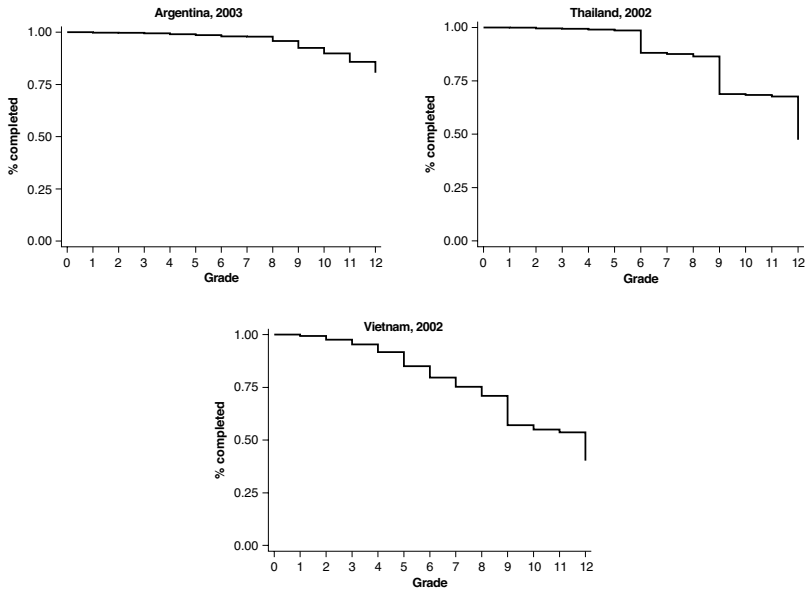 Argentina, 2003
1.00
0.75
0.50
0.25
0.00
% completed
0 1 2 3 4 5 6 7 8 9 10 11 12
Grade
Thailand, 2002
1.00
0.75
0.50
0.25
0.00
% completed
0 1 2 3 4 5 6 7 8 9 10 11 12
Grade
Vietnam, 2002
1.00
0.75
0.50
0.25
0.00
% completed
0 1 2 3 4 5 6 7 8 9 10 11 12
Grade